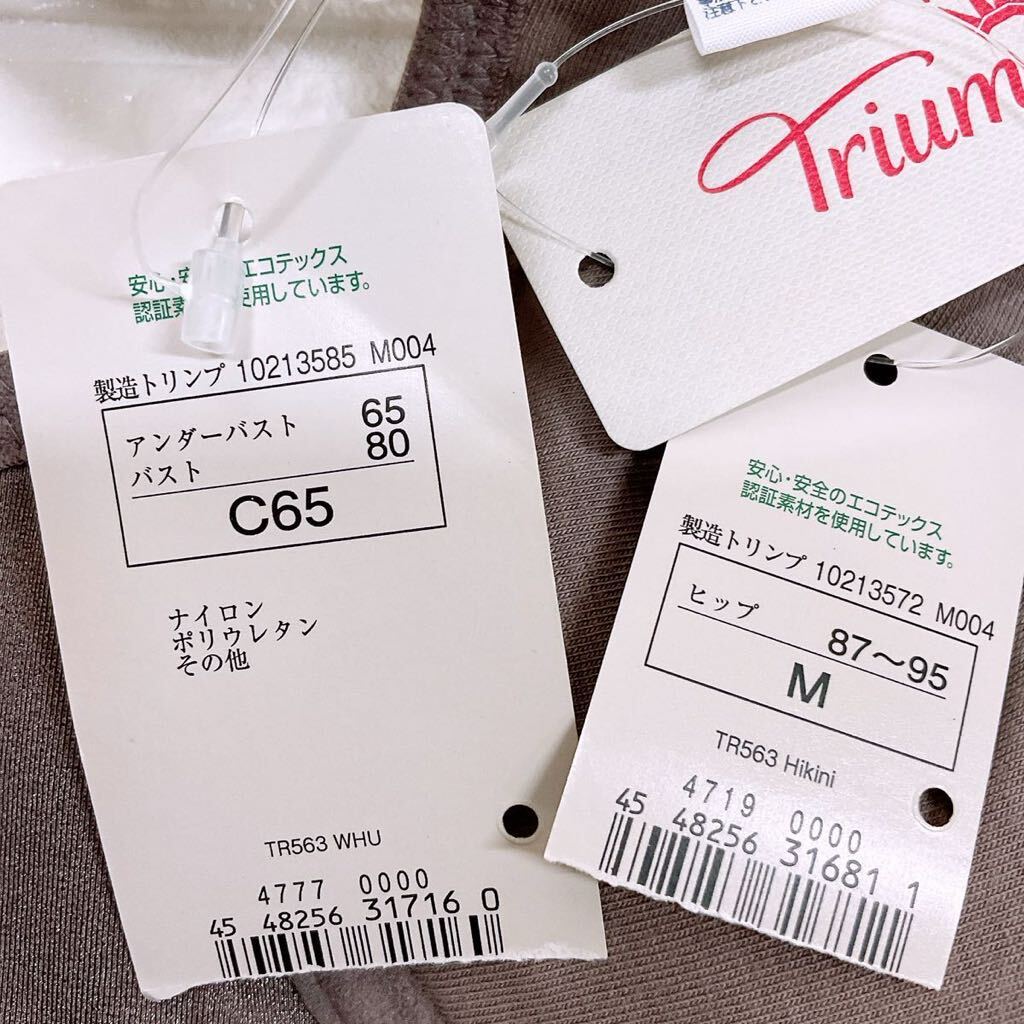 注意下さ
Trium
安心・安 エコテックス
認証素 使用しています。
製造トリンプ 10213585 M004
アンダーバスト 65
バスト 80
C65
ナイロン
ポリウレタン
その他
TR563 WHU
4777 0000
45 48256 31716 0
安心・安全のエコテックス
認証素材を使用しています。
製造トリンプ 10213572 M004
ヒップ
87～95
M
TR563 Hikini
4719 0000
45 48256 31681 1